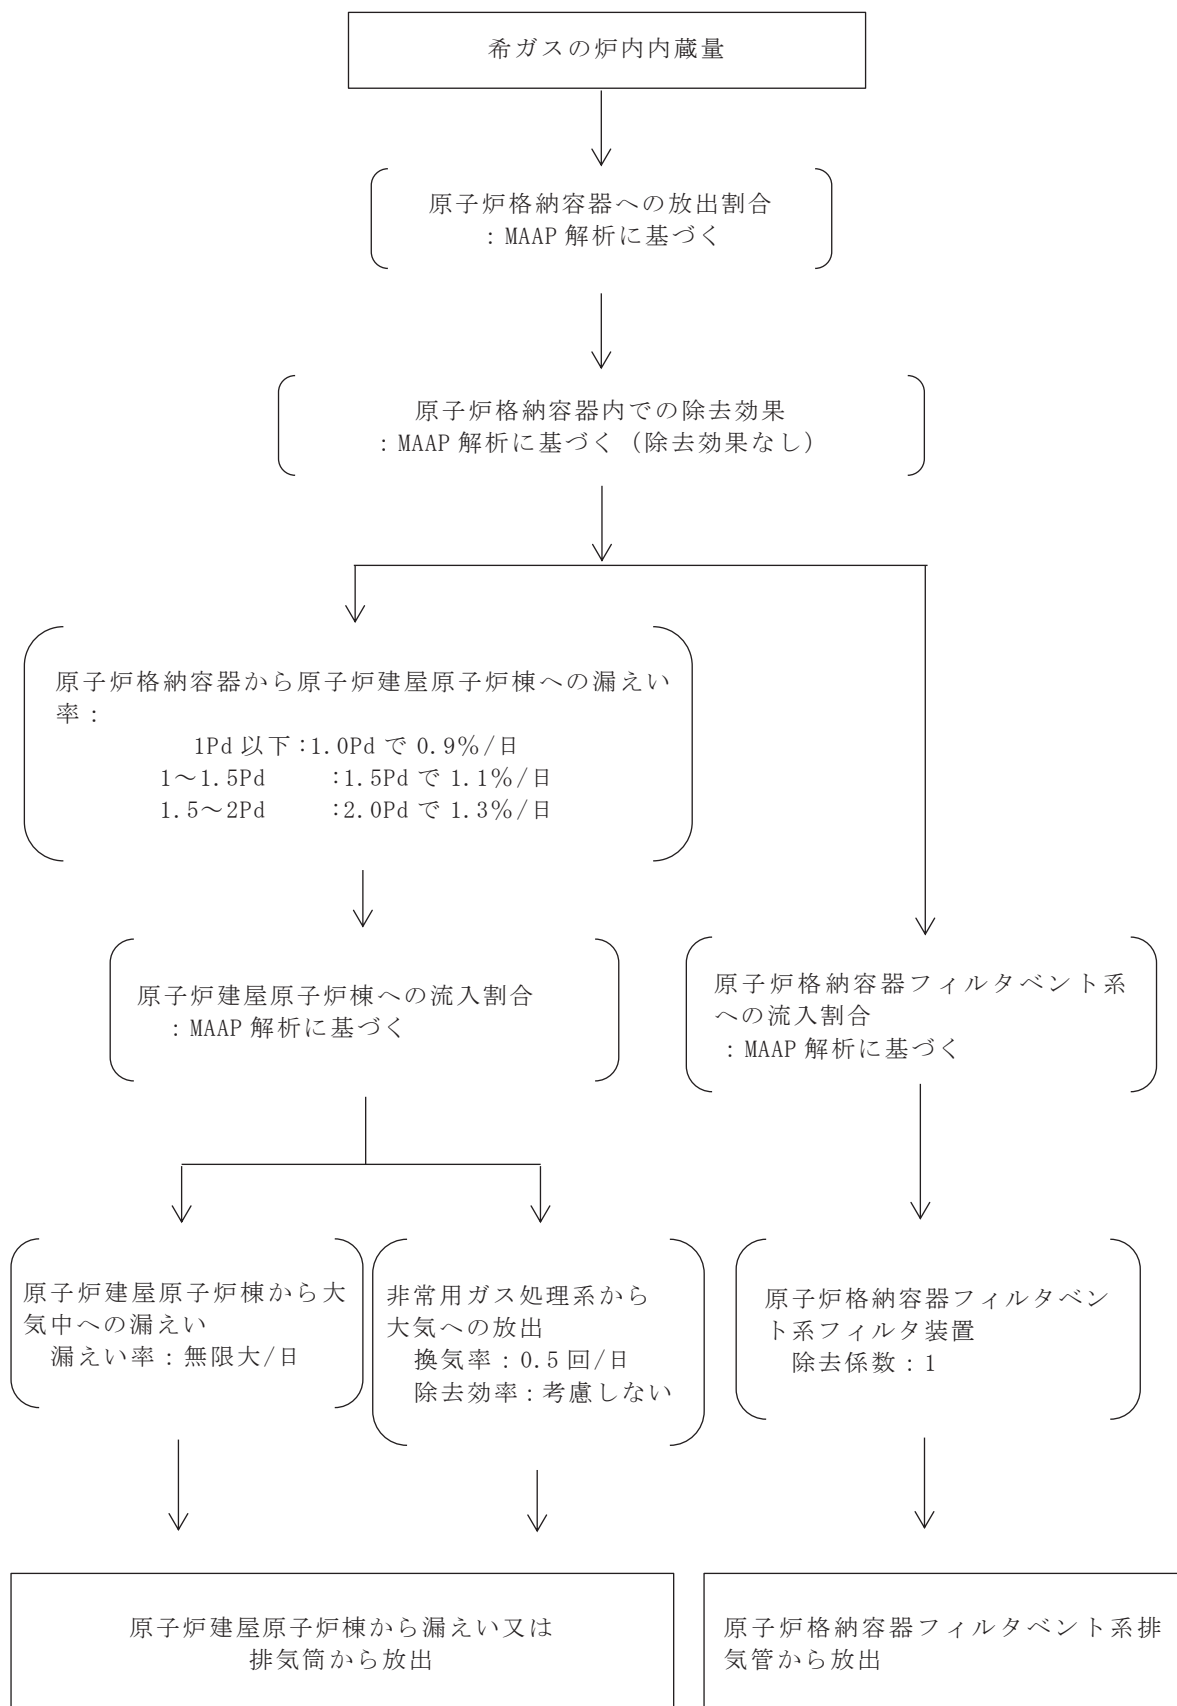 希ガスの炉内内蔵量
原子炉格納容器への放出割合
：MAAP 解析に基づく
原子炉格納容器内での除去効果
：MAAP 解析に基づく（除去効果なし）
原子炉格納容器から原子炉建屋原子炉棟への漏えい
率：
1Pd 以下：1.0Pd で 0.9%/日
1～1.5Pd ：1.5Pd で 1.1%/日
1.5～2Pd ：2.0Pd で 1.3%/日
原子炉建屋原子炉棟への流入割合
：MAAP 解析に基づく
原子炉格納容器フィルタベント系
への流入割合
：MAAP 解析に基づく
原子炉建屋原子炉棟から大
気中への漏えい
漏えい率：無限大/日
非常用ガス処理系から
大気への放出
換気率：0.5 回/日
除去効率：考慮しない
原子炉格納容器フィルタベン
ト系フィルタ装置
除去係数：1
原子炉建屋原子炉棟から漏えい又は
排気筒から放出
原子炉格納容器フィルタベント系排
気管から放出